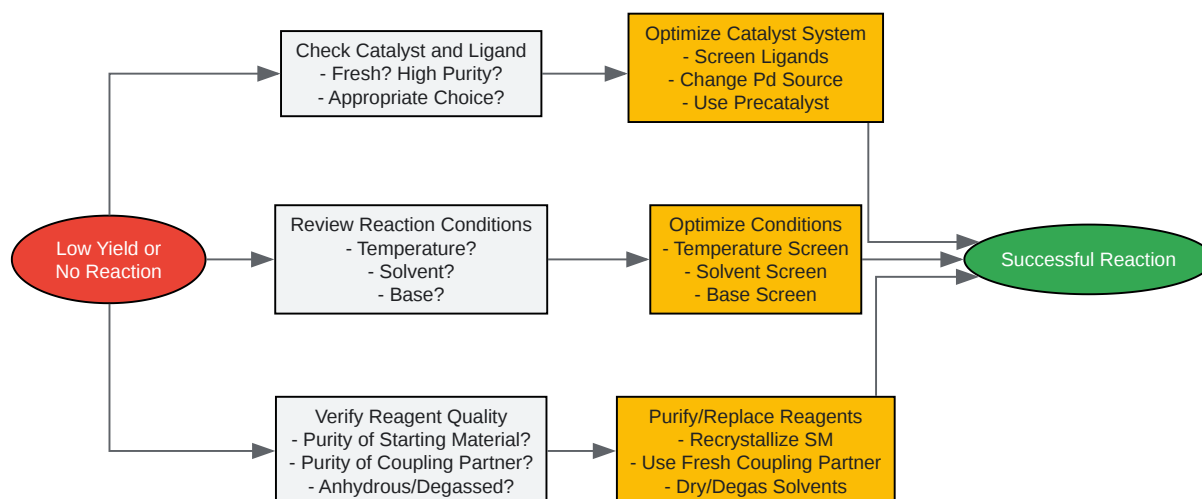 Check Catalyst and Ligand
- Fresh? High Purity?
- Appropriate Choice?
Optimize Catalyst System
- Screen Ligands
- Change Pd Source
- Use Precatalyst
Low Yield or
No Reaction
Review Reaction Conditions
- Temperature?
- Solvent?
- Base?
Optimize Conditions
- Temperature Screen
- Solvent Screen
- Base Screen
Successful Reaction
Verify Reagent Quality
- Purity of Starting Material?
- Purity of Coupling Partner?
- Anhydrous/Degassed?
Purify/Replace Reagents
- Recrystallize SM
- Use Fresh Coupling Partner
- Dry/Degas Solvents